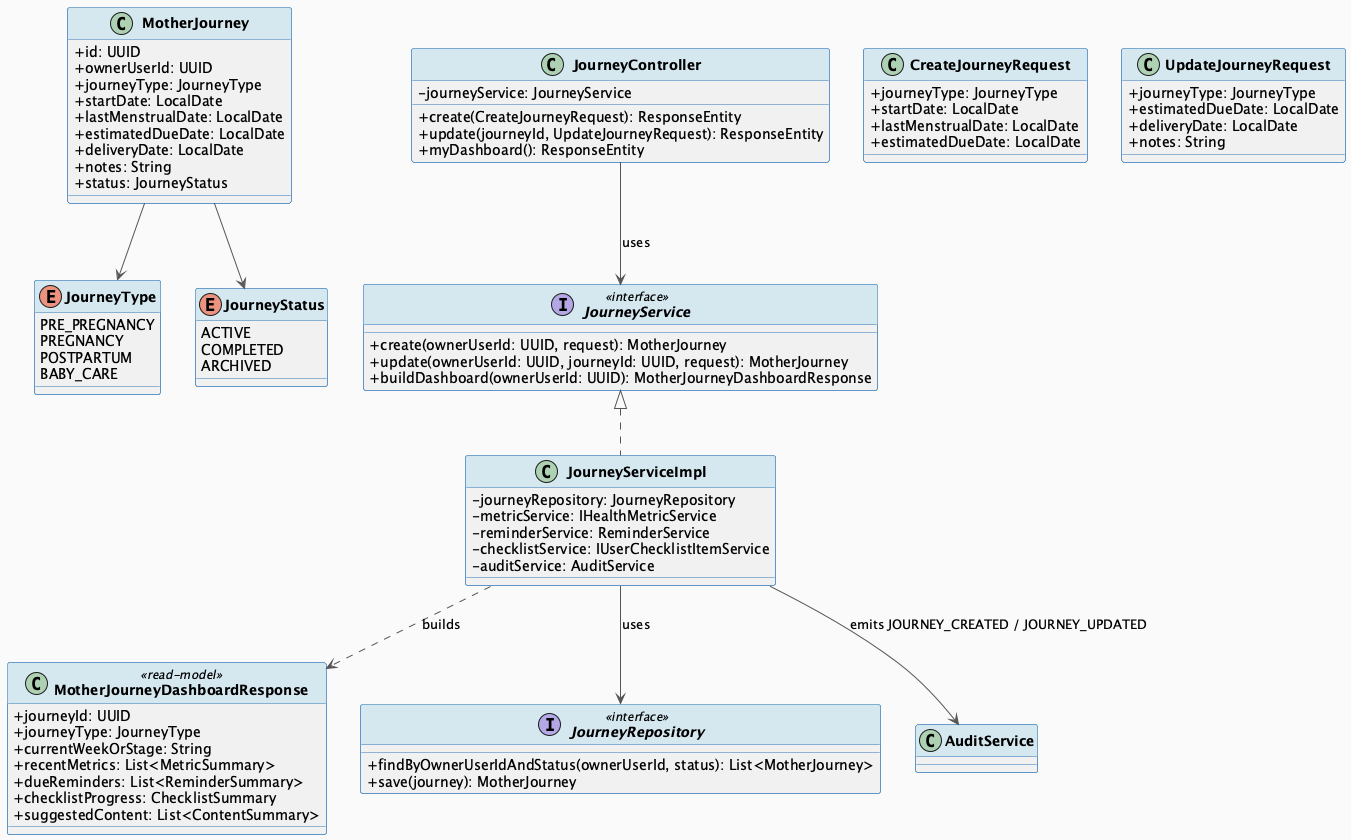 C MotherJourney
+id: UUID
+ownerUserId: UUID
+journeyType: JourneyType
+startDate: LocalDate
+lastMenstrualDate: LocalDate
+estimatedDueDate: LocalDate
+deliveryDate: LocalDate
+notes: String
+status: JourneyStatus
C JourneyController
-journeyService: JourneyService
+create(CreateJourneyRequest): ResponseEntity
+update(journeyId, UpdateJourneyRequest): ResponseEntity
+myDashboard(): ResponseEntity
C CreateJourneyRequest
+journeyType: JourneyType
+startDate: LocalDate
+lastMenstrualDate: LocalDate
+estimatedDueDate: LocalDate
C UpdateJourneyRequest
+journeyType: JourneyType
+estimatedDueDate: LocalDate
+deliveryDate: LocalDate
+notes: String
uses
E JourneyType
PRE_PREGNANCY
PREGNANCY
POSTPARTUM
BABY_CARE
E JourneyStatus
ACTIVE
COMPLETED
ARCHIVED
«interface»
I JourneyService
+create(ownerUserId: UUID, request): MotherJourney
+update(ownerUserId: UUID, journeyId: UUID, request): MotherJourney
+buildDashboard(ownerUserId: UUID): MotherJourneyDashboardResponse
C JourneyServiceImpl
-journeyRepository: JourneyRepository
-metricService: IHealthMetricService
-reminderService: ReminderService
-checklistService: IUserChecklistItemService
-auditService: AuditService
builds
uses
emits JOURNEY_CREATED / JOURNEY_UPDATED
«read-model»
C MotherJourneyDashboardResponse
+journeyId: UUID
+journeyType: JourneyType
+currentWeekOrStage: String
+recentMetrics: List<MetricSummary>
+dueReminders: List<ReminderSummary>
+checklistProgress: ChecklistSummary
+suggestedContent: List<ContentSummary>
«interface»
I JourneyRepository
+findByOwnerUserIdAndStatus(ownerUserId, status): List<MotherJourney>
+save(journey): MotherJourney
C AuditService